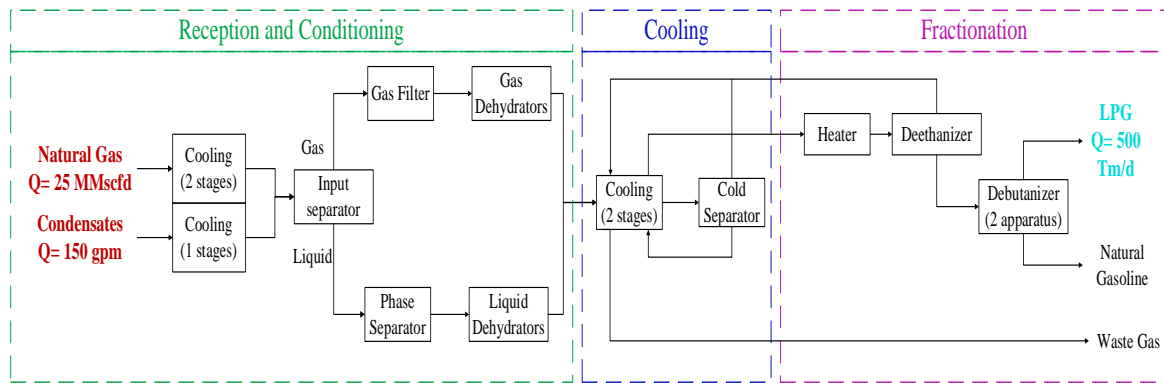 Reception and Conditioning
Cooling
Fractionation
Natural Gas
Q= 25 MMscfd
Condensates
Q= 150 gpm
Cooling
(2 stages)
Cooling
(1 stages)
Input
separator
Gas
Liquid
Gas Filter
Gas
Dehydrators
Phase
Separator
Liquid
Dehydrators
Cooling
(2 stages)
Cold
Separator
Heater
Deethanizer
Debutanizer
(2 apparatus)
LPG
Q= 500
Tm/d
Natural
Gasoline
Waste Gas